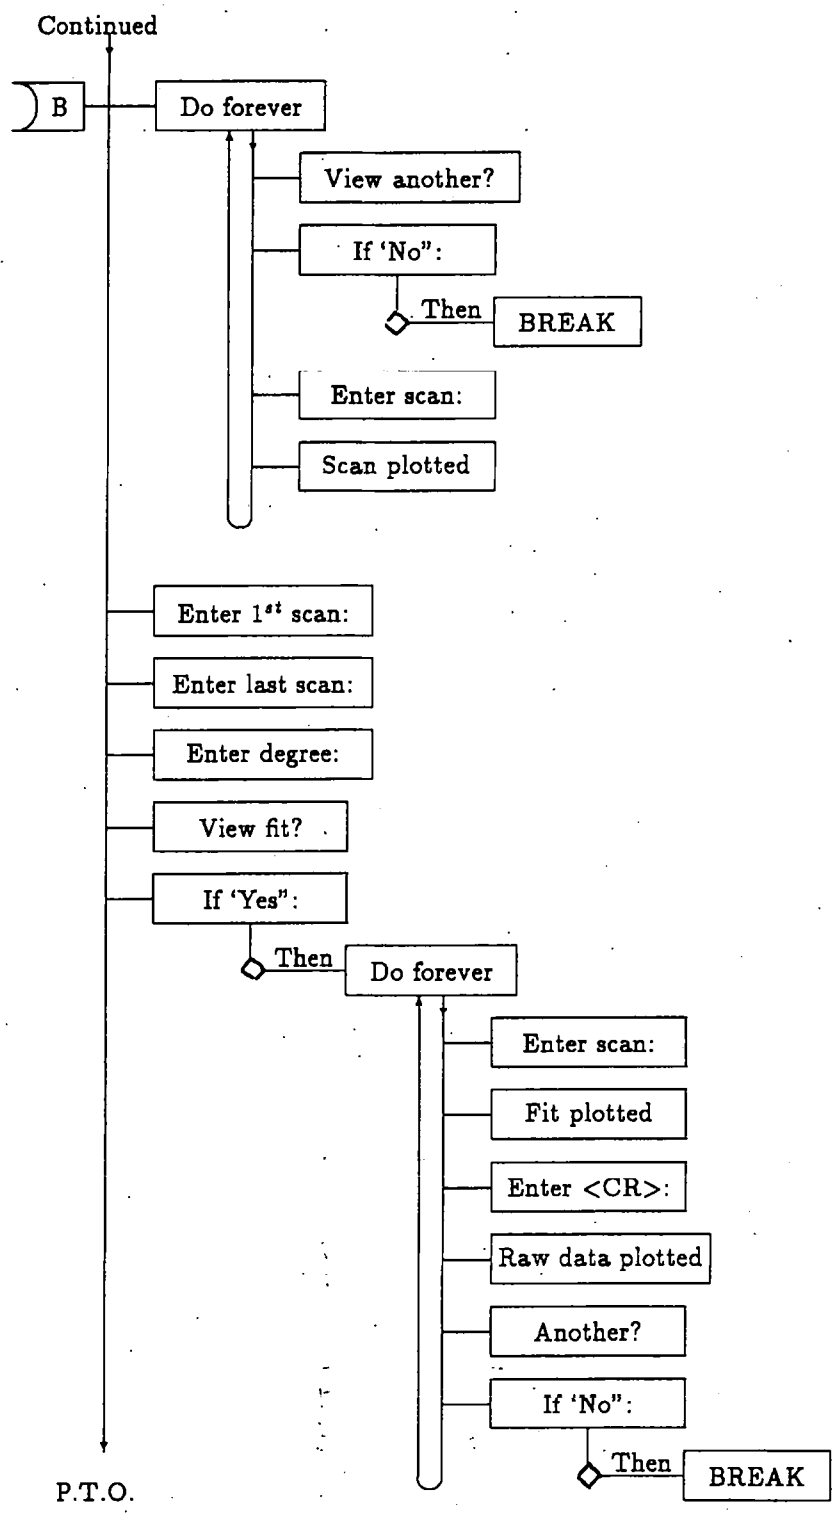 Continued
B
Do forever
View another?
If ‘No”:
Then
BREAK
Enter scan:
Scan plotted
Enter 1st scan:
Enter last scan:
Enter degree:
View fit?
If ‘Yes”:
Then
Do forever
Enter scan:
Fit plotted
Enter <CR>:
Raw data plotted
Another?
If ‘No”:
Then
BREAK
P.T.O.